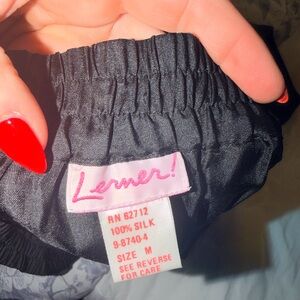 Lerner!
RN 62712
100% SILK
9-8740-4
SIZE M
SEE REVERSE
FOR CARE